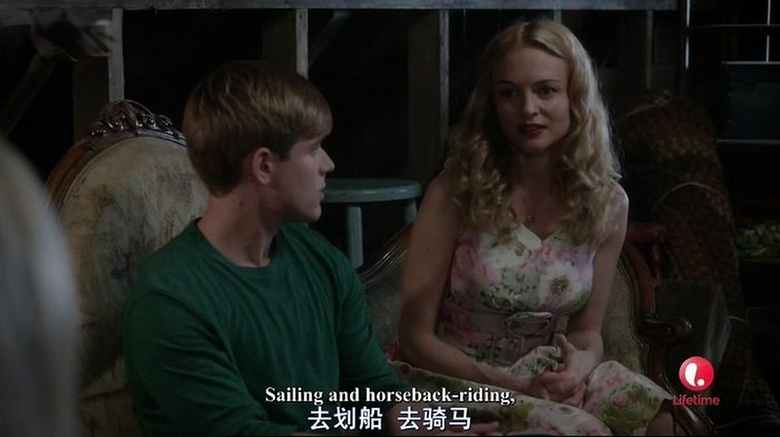 Lifetime
Sailing and horseback-riding,
去划船 去骑马